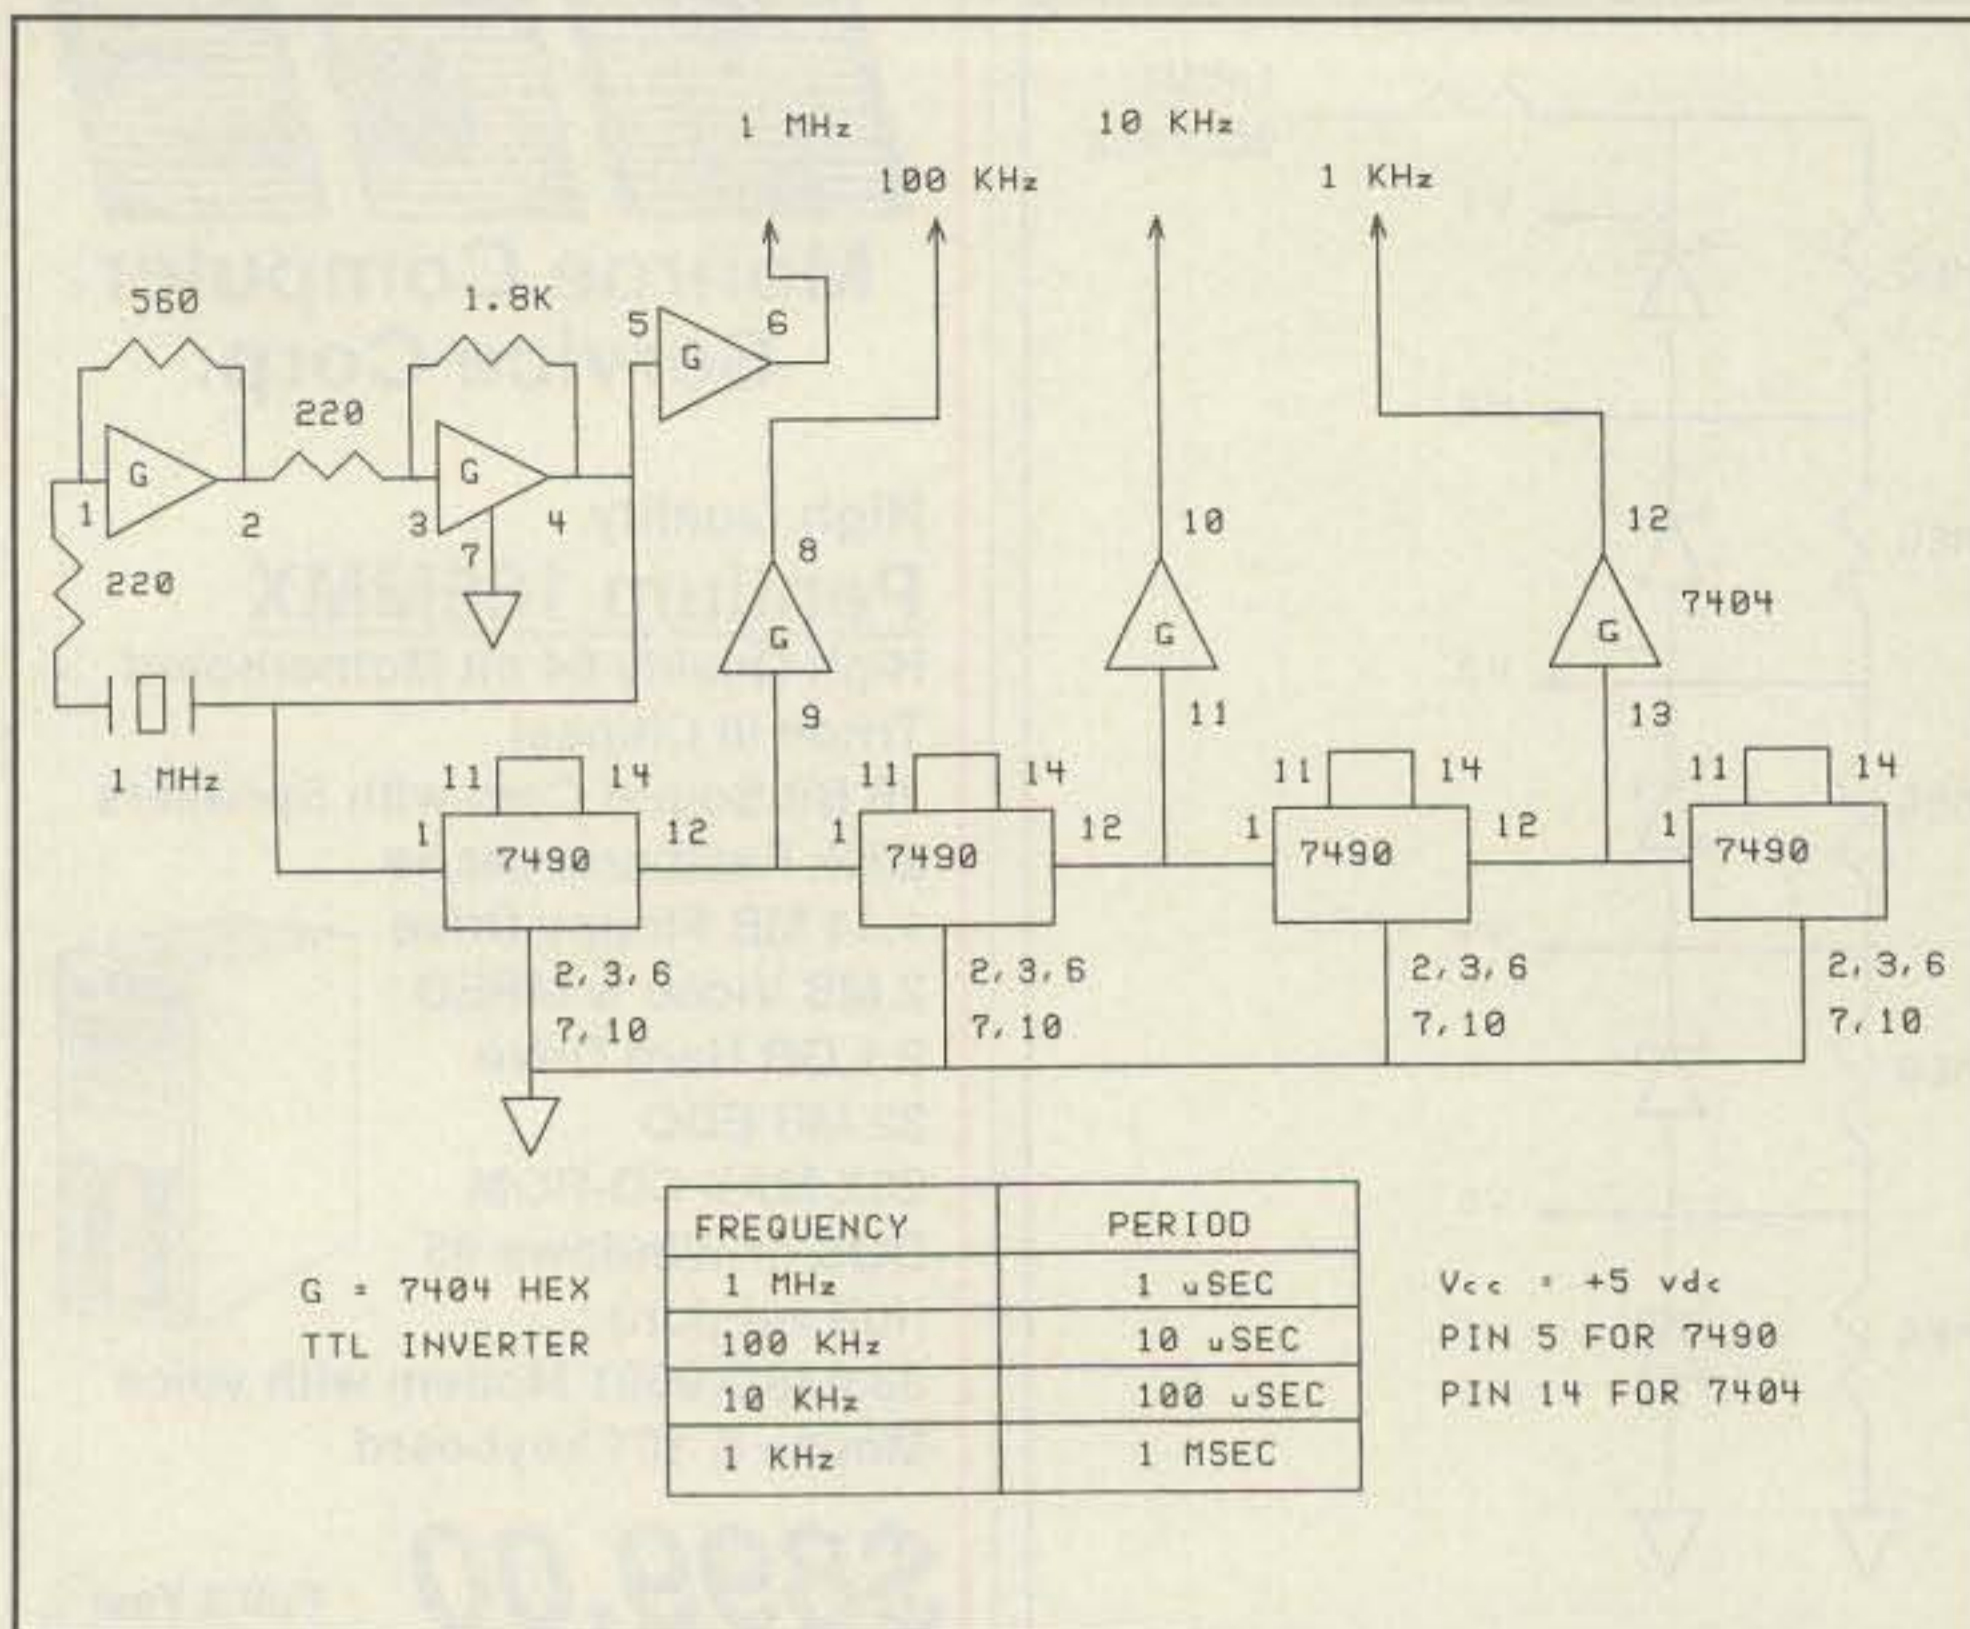 1 MHz
10 KHz
100 KHz
1 KHz
560
1.8K
5
6
G
220
G
G
1
2
3
4
7
220
8
10
12
7404
G
G
G
9
11
13
1 MHz
11
14
11
14
11
14
11
14
1
7490
12
1
7490
12
1
7490
12
1
7490
2, 3, 6
7, 10
2, 3, 6
7, 10
2, 3, 6
7, 10
2, 3, 6
7, 10
G = 7404 HEX
TTL INVERTER
FREQUENCY PERIOD
1 MHz 1 uSEC
100 KHz 10 uSEC
10 KHz 100 uSEC
1 KHz 1 MSEC
Vcc = +5 vdc
PIN 5 FOR 7490
PIN 14 FOR 7404